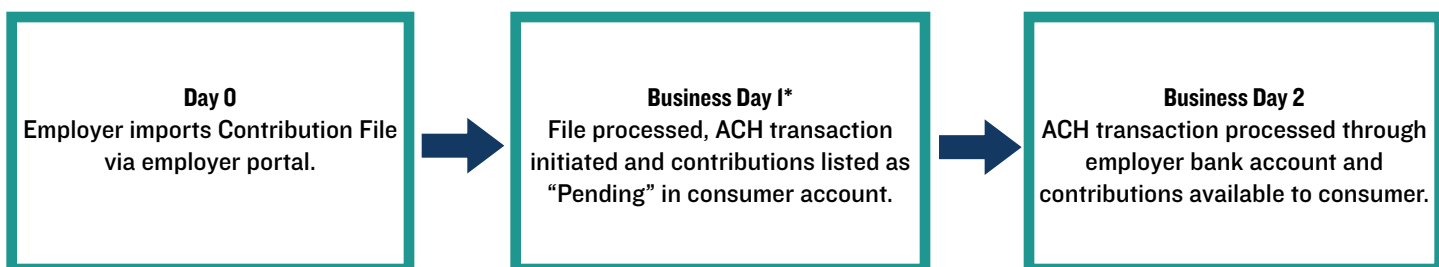 Day 0
Employer imports Contribution File
via employer portal.
Business Day 1*
File processed, ACH transaction
initiated and contributions listed as
“Pending” in consumer account.
Business Day 2
ACH transaction processed through
employer bank account and
contributions available to consumer.